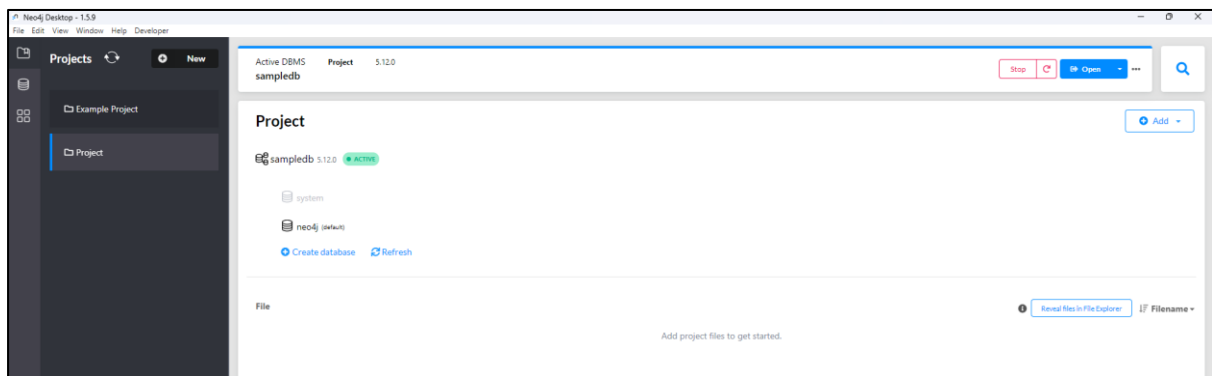 Neo4j Desktop - 1.5.9
File Edit View Window Help Developer
Projects
New
Example Project
Project
Active DBMS Project 5.12.0
sampledb
Stop
Open
Project
Add
sampledb 5.12.0 ACTIVE
system
neo4j (default)
Create database Refresh
File
Reveal files in File Explorer
Filename
Add project files to get started.